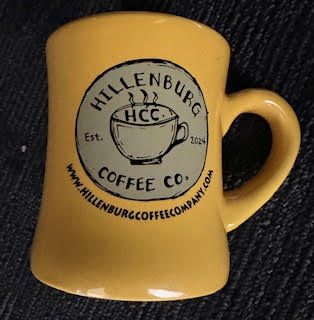 HILLENBURG
HCC.
Est. 2024
COFFEE CO.
WWW.HILLENBURGCOFFEECOMPANY.COM